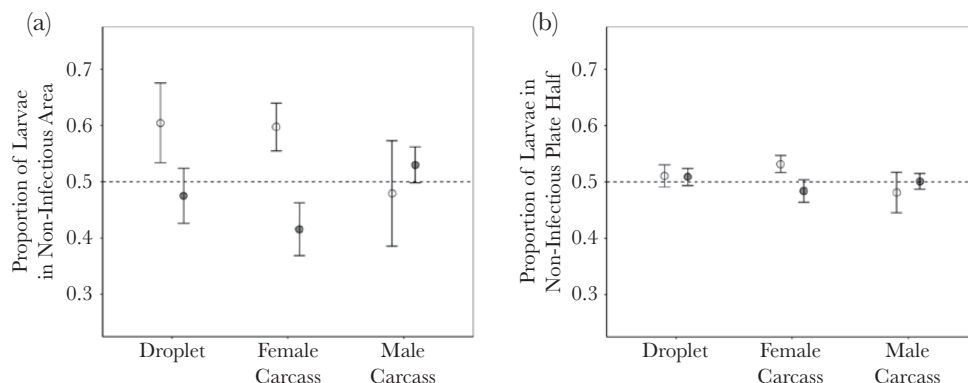 (a)
Proportion of Larvae
in Non-Infectious Area
0.7
0.6
0.5
0.4
0.3
Droplet
Female
Carcass
Male
Carcass
(b)
Proportion of Larvae in
Non-Infectious Plate Half
0.7
0.6
0.5
0.4
0.3
Droplet
Female
Carcass
Male
Carcass